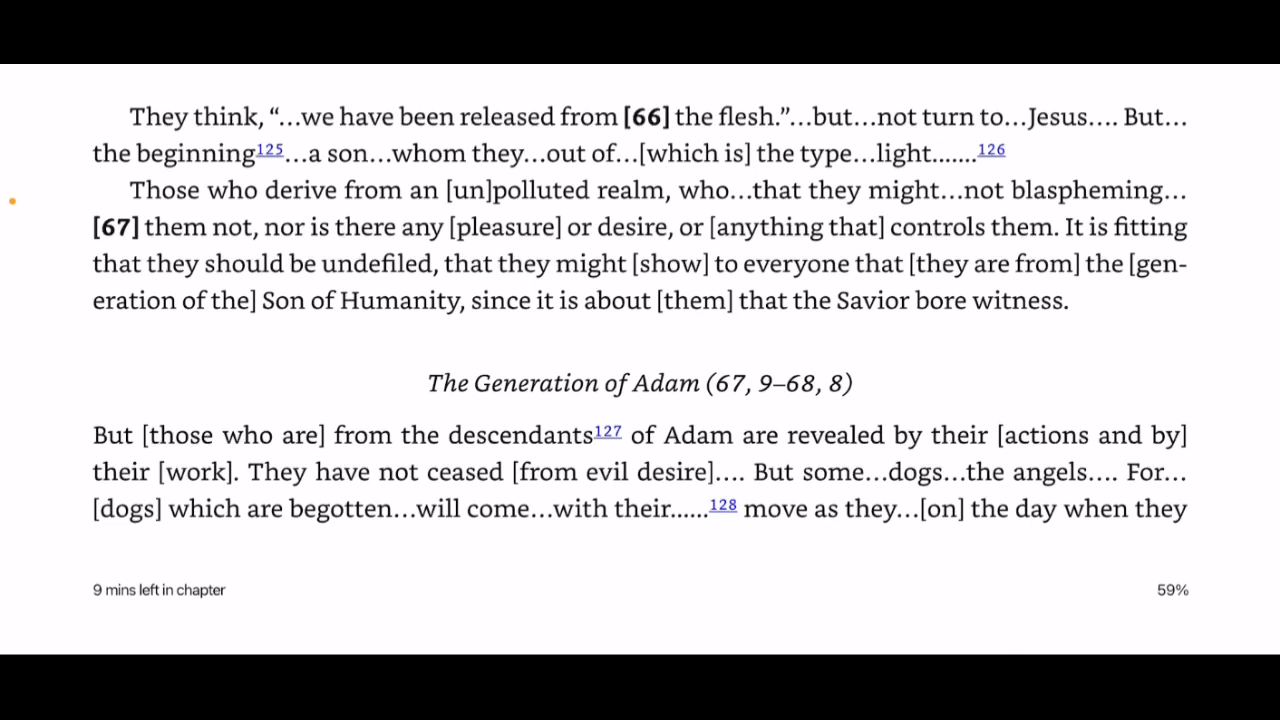 They think, “…we have been released from [66] the flesh.”…but…not turn to…Jesus…. But…
the beginning125…a son…whom they…out of…[which is] the type…light.......126
Those who derive from an [un]polluted realm, who…that they might…not blaspheming…
[67] them not, nor is there any [pleasure] or desire, or [anything that] controls them. It is fitting
that they should be undefiled, that they might [show] to everyone that [they are from] the [gen-
eration of the] Son of Humanity, since it is about [them] that the Savior bore witness.
The Generation of Adam (67, 9–68, 8)
But [those who are] from the descendants127 of Adam are revealed by their [actions and by]
their [work]. They have not ceased [from evil desire]…. But some…dogs…the angels…. For…
[dogs] which are begotten…will come…with their......128 move as they…[on] the day when they
9 mins left in chapter
59%